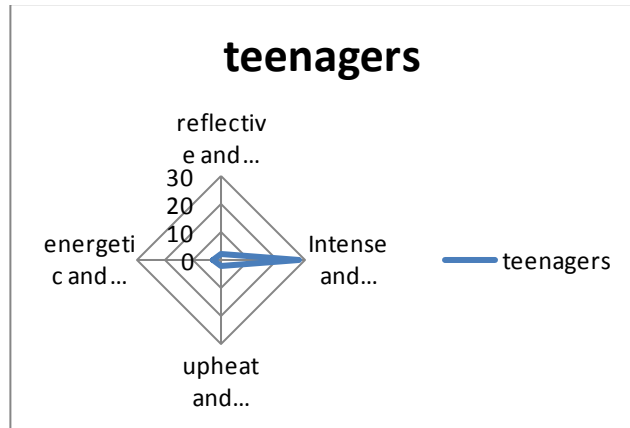 teenagers
reflectiv
e and...
30
20
10
0
energeti
c and...
Intense
and...
teenagers
upheat
and...